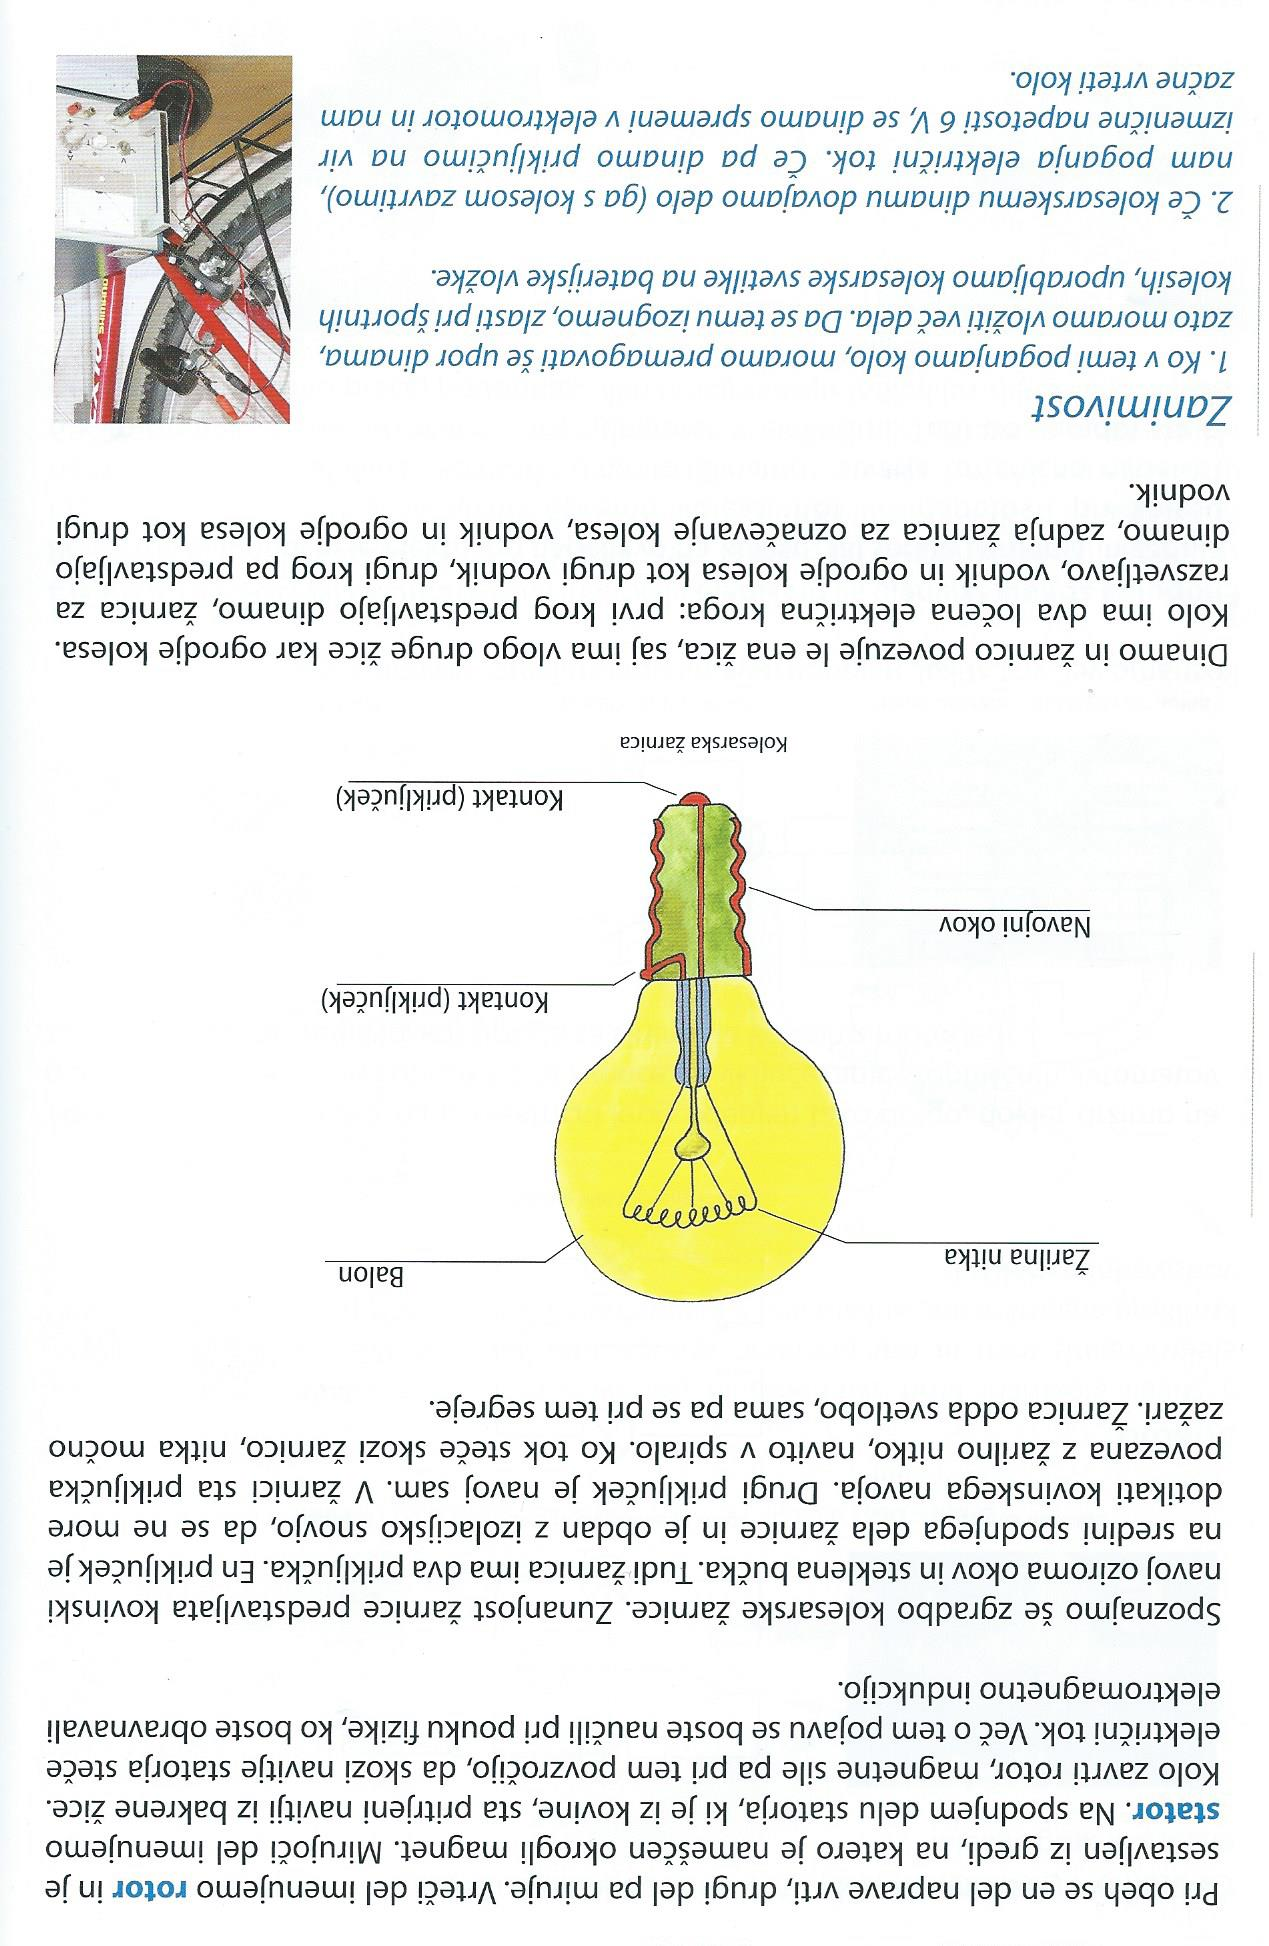 Pri obeh se en del naprave vrti, drugi del pa miruje. Vrteči del imenujemo rotor in je
sestavljen iz gredi, na katero je nameščen okrogli magnet. Mirujoči del imenujemo
stator. Na spodnjem delu statorja, ki je iz kovine, sta pritrjeni navitji iz bakrene žice.
Kolo zavrti rotor, magnetne sile pa pri tem povzročijo, da skozi navitje statorja steče
električni tok. Več o tem pojavu se boste naučili pri pouku fizike, ko boste obravnavali
elektromagnetno indukcijo.
Spoznajmo še zgradbo kolesarske žarnice. Zunanjost žarnice predstavljata kovinski
navoj oziroma okov in steklena bučka. Tudi žarnica ima dva priključka. En priključek je
na sredini spodnjega dela žarnice in je obdan z izolacijsko snovjo, da se ne more
dotikati kovinskega navoja. Drugi priključek je navoj sam. V žarnici sta priključka
povezana z žarilno nitko, navito v spiralo. Ko tok steče skozi žarnico, nitka močno
zažari. Žarnica odda svetlobo, sama pa se pri tem segreje.
Žarilna nitka
Balon
Kontakt (priključek)
Navojni okov
Kontakt (priključek)
Kolesarska žarnica
Dinamo in žarnico povezuje le ena žica, saj ima vlogo druge žice kar ogrodje kolesa.
Kolo ima dva ločena električna kroga: prvi krog predstavljajo dinamo, žarnica za
razsvetljavo, vodnik in ogrodje kolesa kot drugi vodnik, drugi krog pa predstavljajo
dinamo, zadnja žarnica za označevanje kolesa, vodnik in ogrodje kolesa kot drugi
vodnik.
Zanimivost
1. Ko v temi poganjamo kolo, moramo premagovati še upor dinama,
zato moramo vložiti več dela. Da se temu izognemo, zlasti pri športnih
kolesih, uporabljamo kolesarske svetilke na baterijske vložke.
2. Če kolesarskemu dinamu dovajamo delo (ga s kolesom zavrtimo),
nam poganja električni tok. Če pa dinamo priključimo na vir
izmenične napetosti 6 V, se dinamo spremeni v elektromotor in nam
začne vrteti kolo.